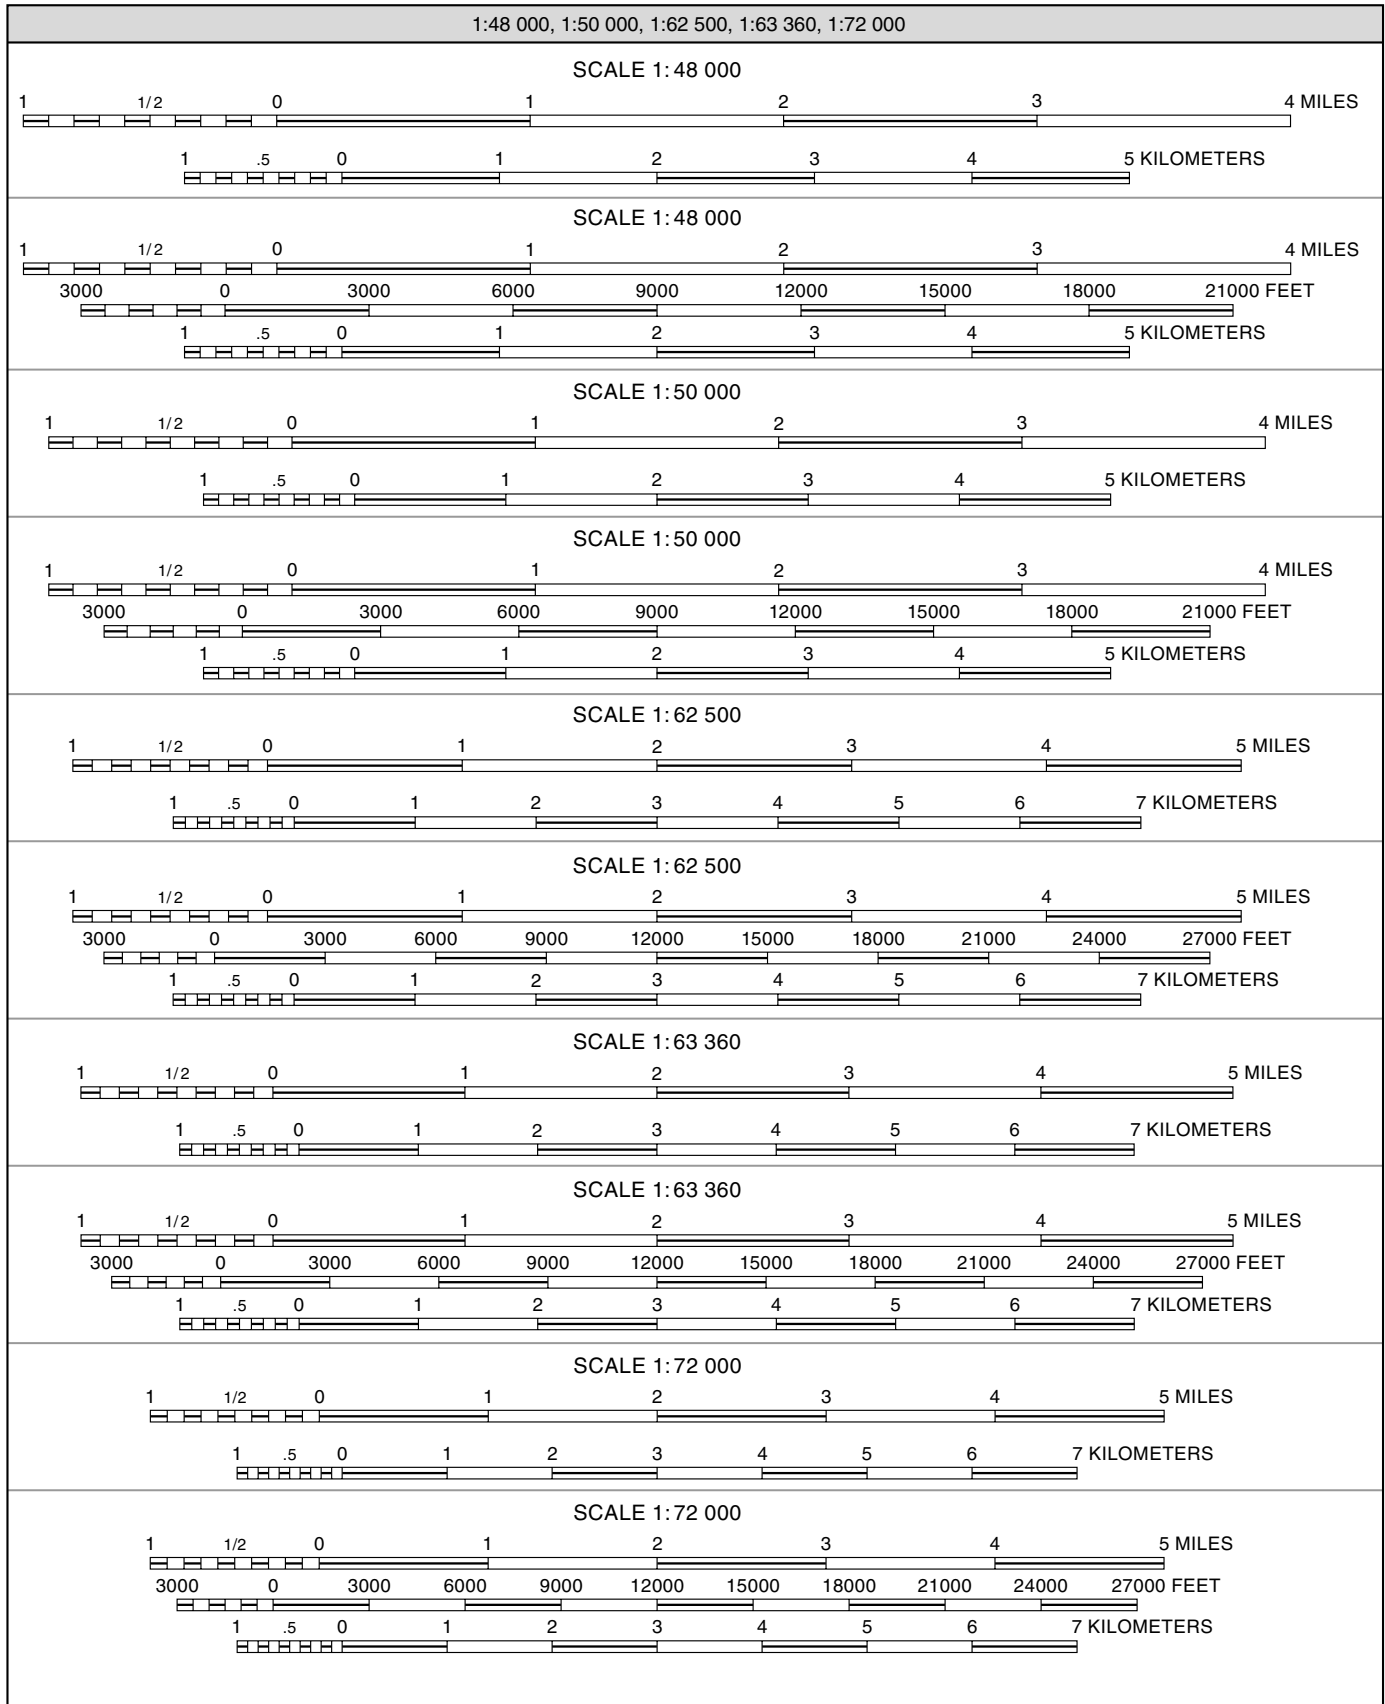 1:48 000, 1:50 000, 1:62 500, 1:63 360, 1:72 000
SCALE 1:48 000
1 1/2 0 1 2 3 4 MILES
1 .5 0 1 2 3 4 5 KILOMETERS
SCALE 1:48 000
1 1/2 0 1 2 3 4 MILES
3000 0 3000 6000 9000 12000 15000 18000 21000 FEET
1 .5 0 1 2 3 4 5 KILOMETERS
SCALE 1:50 000
1 1/2 0 1 2 3 4 MILES
1 .5 0 1 2 3 4 5 KILOMETERS
SCALE 1:50 000
1 1/2 0 1 2 3 4 MILES
3000 0 3000 6000 9000 12000 15000 18000 21000 FEET
1 .5 0 1 2 3 4 5 KILOMETERS
SCALE 1:62 500
1 1/2 0 1 2 3 4 5 MILES
1 .5 0 1 2 3 4 5 6 7 KILOMETERS
SCALE 1:62 500
1 1/2 0 1 2 3 4 5 MILES
3000 0 3000 6000 9000 12000 15000 18000 21000 24000 27000 FEET
1 .5 0 1 2 3 4 5 6 7 KILOMETERS
SCALE 1:63 360
1 1/2 0 1 2 3 4 5 MILES
1 .5 0 1 2 3 4 5 6 7 KILOMETERS
SCALE 1:63 360
1 1/2 0 1 2 3 4 5 MILES
3000 0 3000 6000 9000 12000 15000 18000 21000 24000 27000 FEET
1 .5 0 1 2 3 4 5 6 7 KILOMETERS
SCALE 1:72 000
1 1/2 0 1 2 3 4 5 MILES
1 .5 0 1 2 3 4 5 6 7 KILOMETERS
SCALE 1:72 000
1 1/2 0 1 2 3 4 5 MILES
3000 0 3000 6000 9000 12000 15000 18000 21000 24000 27000 FEET
1 .5 0 1 2 3 4 5 6 7 KILOMETERS